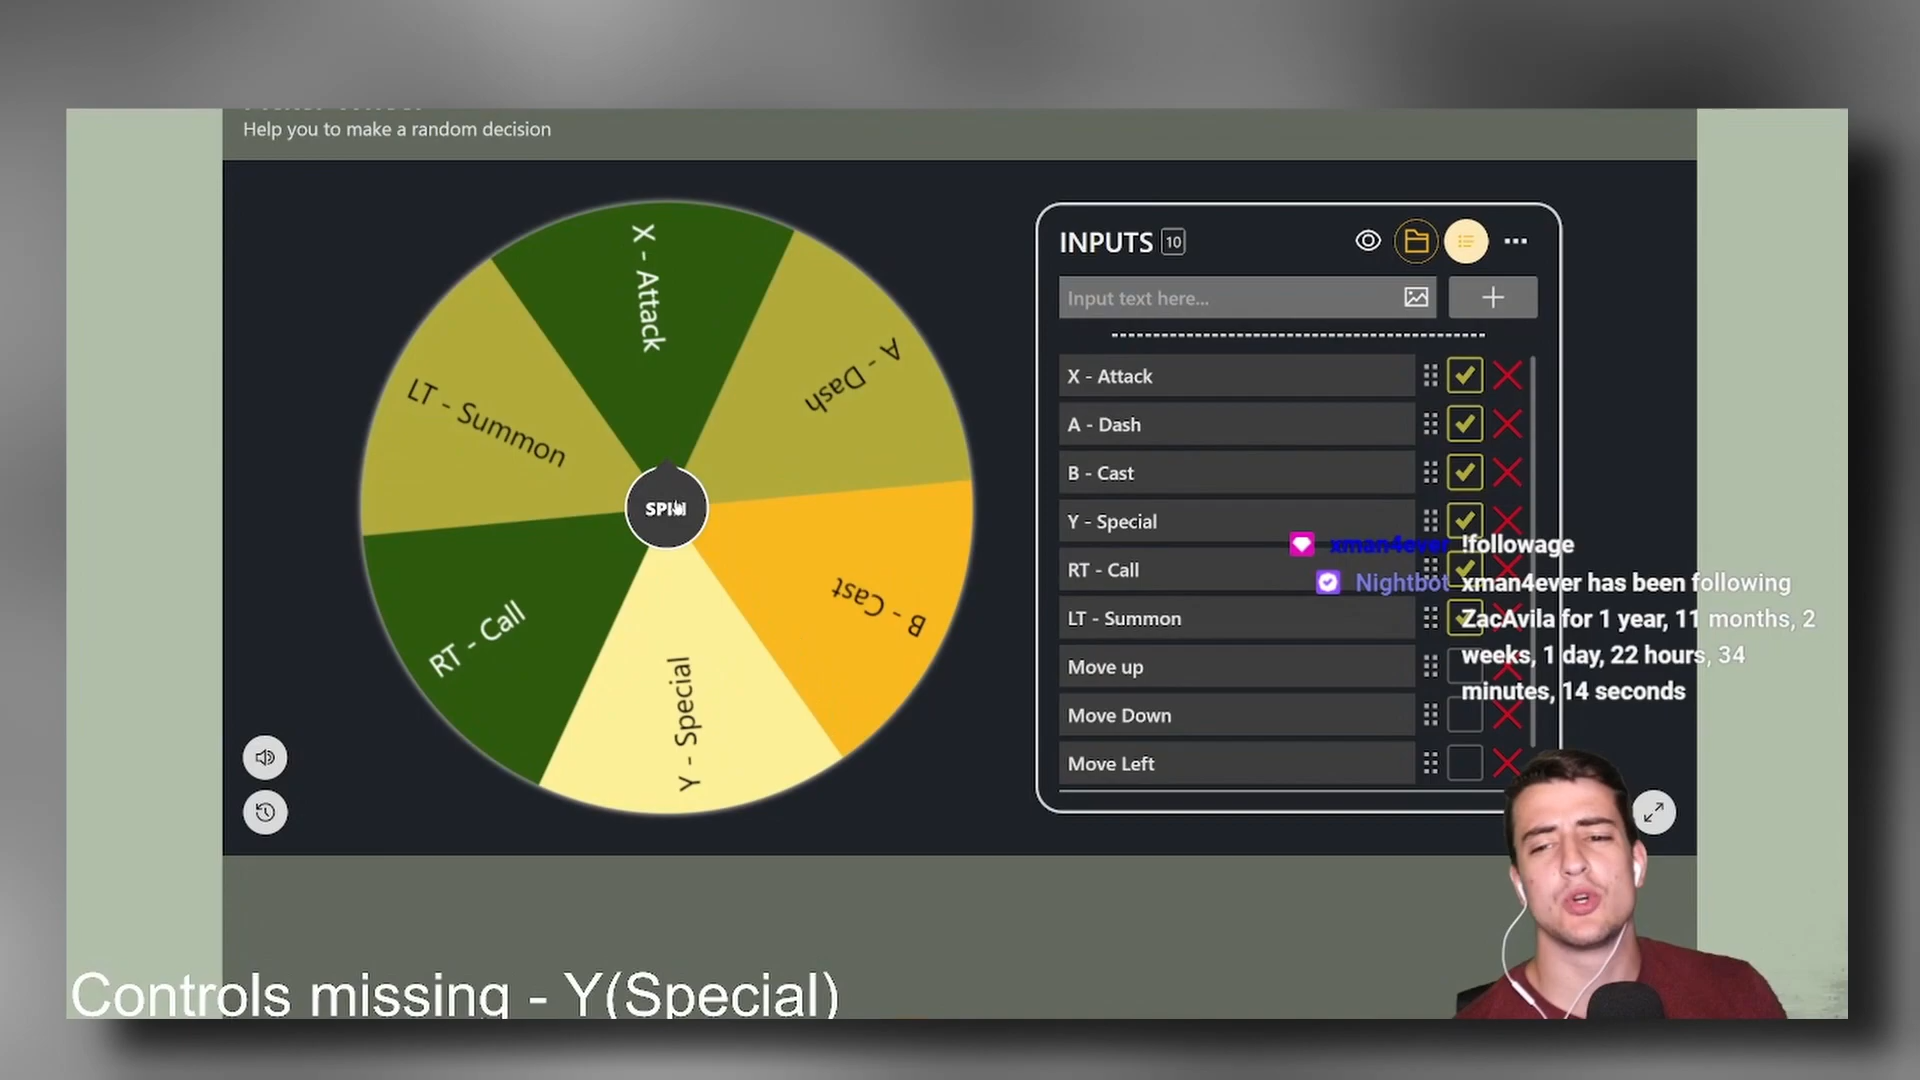 Help you to make a random decision
X - Attack
A - Dash
LT - Summon
SPIN
B - Cast
RT - Call
Y - Special
INPUTS 10
Input text here...
X - Attack
A - Dash
B - Cast
Y - Special
RT - Call
LT - Summon
Move up
Move Down
Move Left
xman4ever !followage
Nightbot xman4ever has been following
ZacAvila for 1 year, 11 months, 2
weeks, 1 day, 22 hours, 34
minutes, 14 seconds
Controls missing - Y(Special)